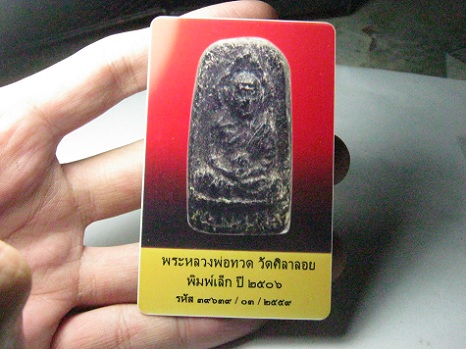 พระหลวงพ่อทวด วัดศิลาลอย
พิมพ์เล็ก ปี ๒๕๐๖
รหัส ๓๙๖๓๙ / ๐๓ / ๒๕๕๙